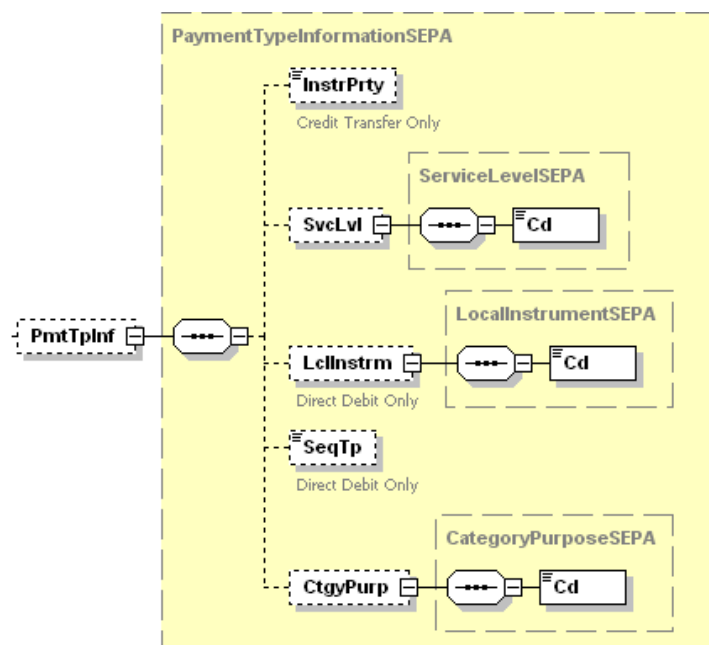 PaymentTypeInformationSEPA
InstrPrty
Credit Transfer Only
ServiceLevelSEPA
SvcLvl
Cd
PmtTpInf
LocalInstrumentSEPA
LclInstrm
Cd
Direct Debit Only
SeqTp
Direct Debit Only
CategoryPurposeSEPA
CtgyPurp
Cd